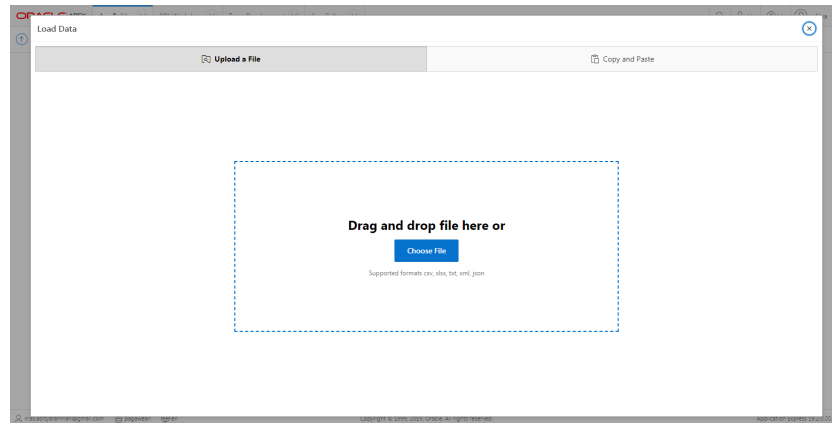 Load Data
Upload a File
Copy and Paste
Drag and drop file here or
Choose File
Supported formats csv, xlsx, txt, xml, json
Copyright © 1999, 2019, Oracle. All rights reserved.